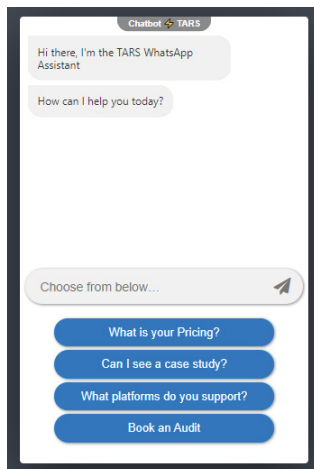 Chatbot ⚡ TARS
Hi there, I'm the TARS WhatsApp
Assistant
How can I help you today?
Choose from below...
What is your Pricing?
Can I see a case study?
What platforms do you support?
Book an Audit